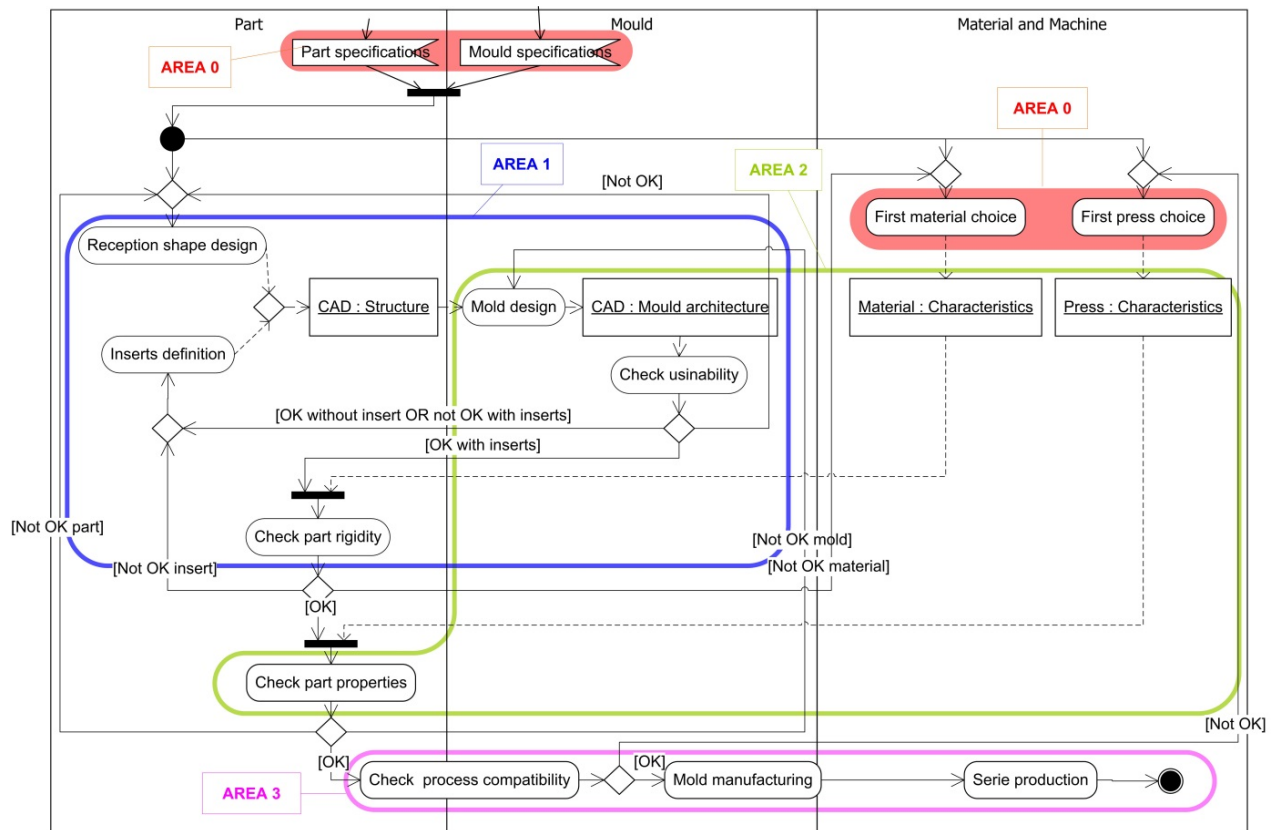 Part
Mould
Material and Machine
AREA 0
Part specifications
Mould specifications
AREA 0
AREA 1
AREA 2
[Not OK]
First material choice
First press choice
Reception shape design
CAD : Structure
Mold design
CAD : Mould architecture
Material : Characteristics
Press : Characteristics
Inserts definition
Check usinability
[OK without insert OR not OK with inserts]
[OK with inserts]
[Not OK part]
Check part rigidity
[Not OK mold]
[Not OK insert]
[Not OK material]
[OK]
Check part properties
[Not OK]
[OK]
[OK]
Check process compatibility
Mold manufacturing
Serie production
AREA 3